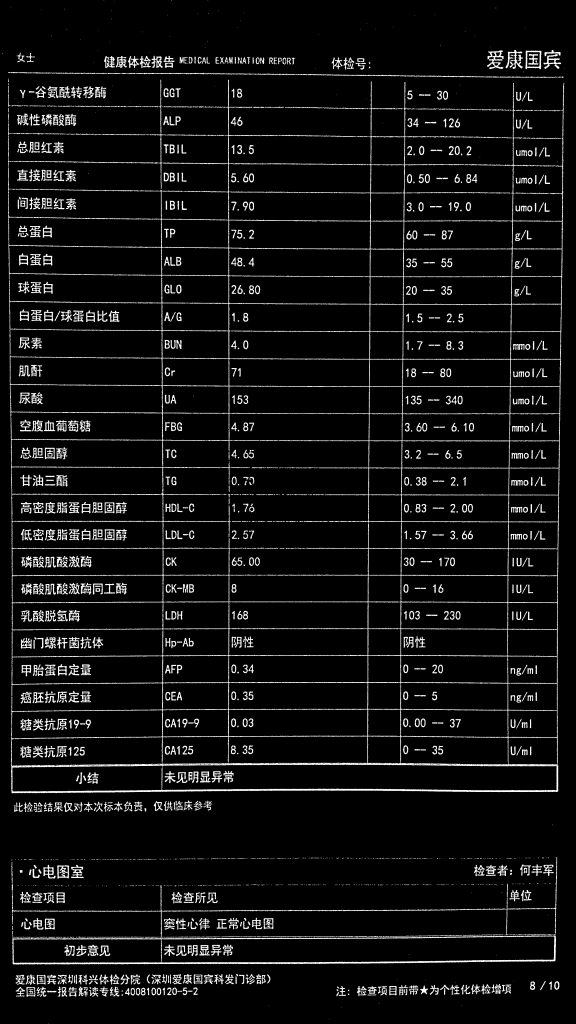 女士 健康体检报告 MEDICAL EXAMINATION REPORT 体检号: 爱康国宾
γ-谷氨酰转移酶 GGT 18 5 — 30 U/L
碱性磷酸酶 ALP 46 34 — 126 U/L
总胆红素 TBIL 13.5 2.0 — 20.2 umol/L
直接胆红素 DBIL 5.60 0.50 — 6.84 umol/L
间接胆红素 IBIL 7.90 3.0 — 19.0 umol/L
总蛋白 TP 75.2 60 — 87 g/L
白蛋白 ALB 48.4 35 — 55 g/L
球蛋白 GLO 26.80 20 — 35 g/L
白蛋白/球蛋白比值 A/G 1.8 1.5 — 2.5
尿素 BUN 4.0 1.7 — 8.3 mmol/L
肌酐 Cr 71 18 — 80 umol/L
尿酸 UA 153 135 — 340 umol/L
空腹血葡萄糖 FBG 4.87 3.60 — 6.10 mmol/L
总胆固醇 TC 4.65 3.2 — 6.5 mmol/L
甘油三酯 TG 0.38 — 2.1 mmol/L
高密度脂蛋白胆固醇 HDL-C 1.76 0.83 — 2.00 mmol/L
低密度脂蛋白胆固醇 LDL-C 2.57 1.57 — 3.66 mmol/L
磷酸肌酸激酶 CK 65.00 30 — 170 IU/L
磷酸肌酸激酶同工酶 CK-MB 8 0 — 16 IU/L
乳酸脱氢酶 LDH 168 103 — 230 IU/L
幽门螺杆菌抗体 Hp-Ab 阴性 阴性
甲胎蛋白定量 AFP 0.34 0 — 20 ng/ml
癌胚抗原定量 CEA 0.35 0 — 5 ng/ml
糖类抗原19-9 CA19-9 0.03 0.00 — 37 U/ml
糖类抗原125 CA125 8.35 0 — 35 U/ml
小结 未见明显异常
此检验结果仅对本次标本负责，仅供临床参考
·心电图室 检查者：何丰军
检查项目 检查所见 单位
心电图 窦性心律 正常心电图
初步意见 未见明显异常
爱康国宾深圳科兴体检分院（深圳爱康国宾科发门诊部）
全国统一报告解读专线:4008100120-5-2 注: 检查项目前带★为个性化体检增项 8 / 10